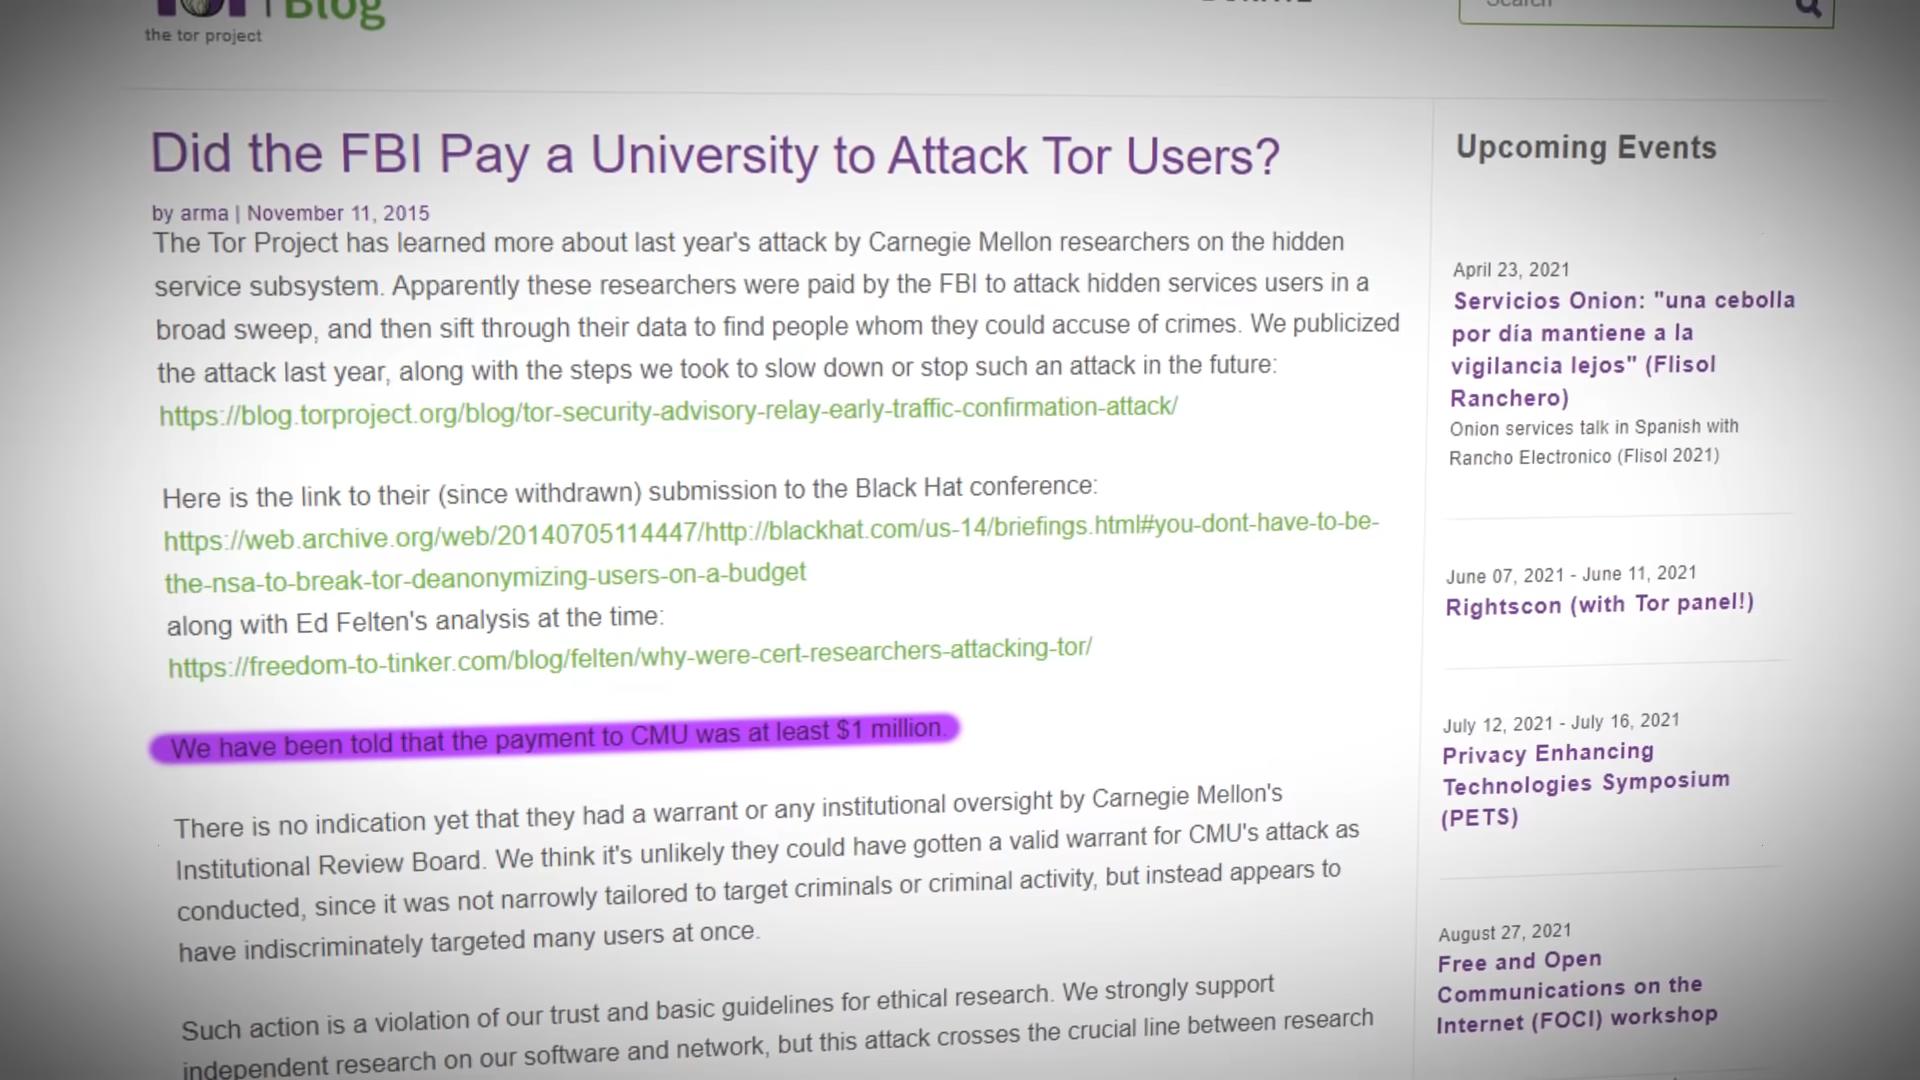 Blog
the tor project
Search
Did the FBI Pay a University to Attack Tor Users?
by arma | November 11, 2015
The Tor Project has learned more about last year's attack by Carnegie Mellon researchers on the hidden
service subsystem. Apparently these researchers were paid by the FBI to attack hidden services users in a
broad sweep, and then sift through their data to find people whom they could accuse of crimes. We publicized
the attack last year, along with the steps we took to slow down or stop such an attack in the future:
https://blog.torproject.org/blog/tor-security-advisory-relay-early-traffic-confirmation-attack/
Here is the link to their (since withdrawn) submission to the Black Hat conference:
https://web.archive.org/web/20140705114447/http://blackhat.com/us-14/briefings.html#you-dont-have-to-be-
the-nsa-to-break-tor-deanonymizing-users-on-a-budget
along with Ed Felten's analysis at the time:
https://freedom-to-tinker.com/blog/felten/why-were-cert-researchers-attacking-tor/
We have been told that the payment to CMU was at least $1 million.
There is no indication yet that they had a warrant or any institutional oversight by Carnegie Mellon's
Institutional Review Board. We think it's unlikely they could have gotten a valid warrant for CMU's attack as
conducted, since it was not narrowly tailored to target criminals or criminal activity, but instead appears to
have indiscriminately targeted many users at once.
Such action is a violation of our trust and basic guidelines for ethical research. We strongly support
independent research on our software and network, but this attack crosses the crucial line between research
Upcoming Events
April 23, 2021
Servicios Onion: "una cebolla
por día mantiene a la
vigilancia lejos" (Flisol
Ranchero)
Onion services talk in Spanish with
Rancho Electronico (Flisol 2021)
June 07, 2021 - June 11, 2021
Rightscon (with Tor panel!)
July 12, 2021 - July 16, 2021
Privacy Enhancing
Technologies Symposium
(PETS)
August 27, 2021
Free and Open
Communications on the
Internet (FOCI) workshop